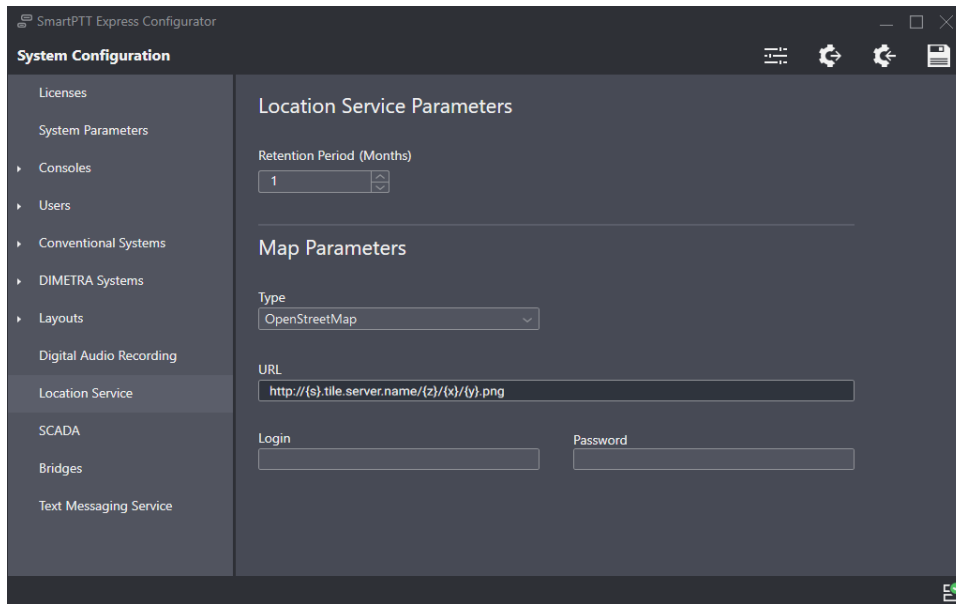 SmartPTT Express Configurator
System Configuration
Licenses
System Parameters
Consoles
Users
Conventional Systems
DIMETRA Systems
Layouts
Digital Audio Recording
Location Service
SCADA
Bridges
Text Messaging Service
Location Service Parameters
Retention Period (Months)
1
Map Parameters
Type
OpenStreetMap
URL
http://{s}.tile.server.name/{z}/{x}/{y}.png
Login
Password